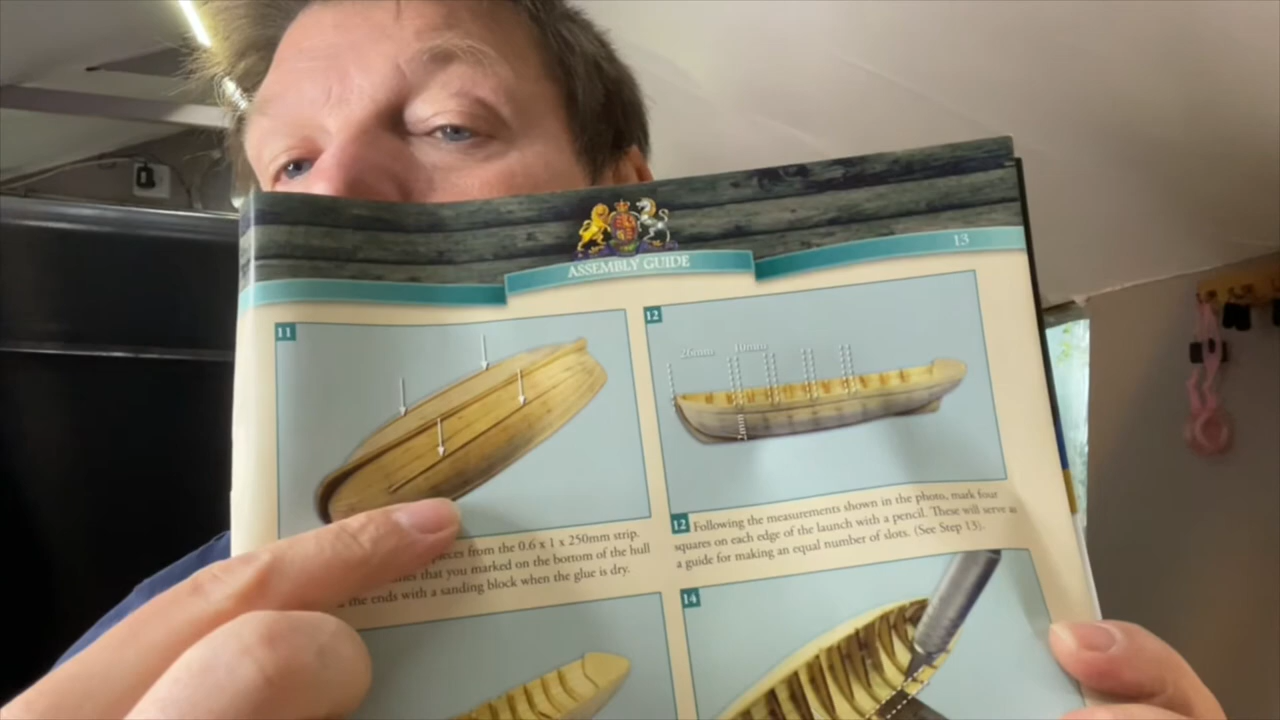 ASSEMBLY GUIDE
13
11
12
26mm 10mm
2mm
pieces from the 0.6 x 1 x 250mm strip.
that you marked on the bottom of the hull
the ends with a sanding block when the glue is dry.
12 Following the measurements shown in the photo, mark four
squares on each edge of the launch with a pencil. These will serve as
a guide for making an equal number of slots. (See Step 13).
14